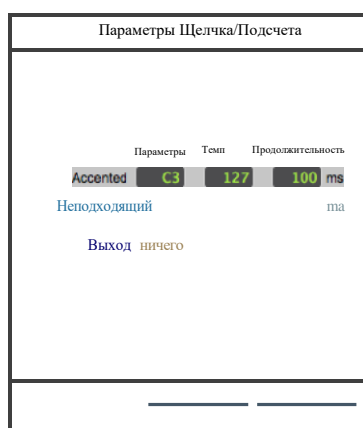 Параметры Щелчка/Подсчета
Параметры Темп Продолжительность
Accented C3 127 100 ms
Неподходящий ma
Выход ничего